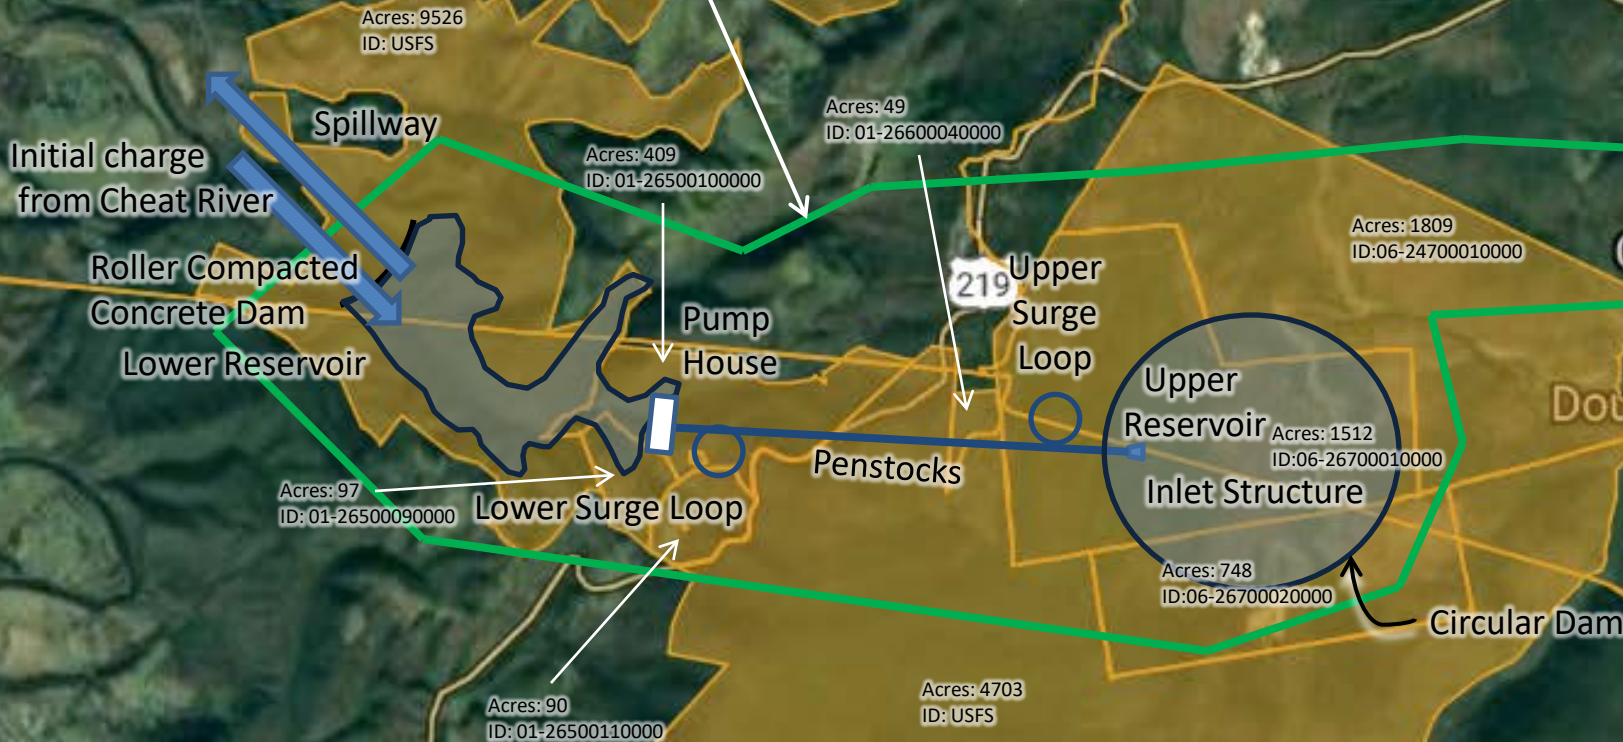 Acres: 9526
ID: USFS
Spillway
Initial charge
from Cheat River
Acres: 409
ID: 01-26500100000
Acres: 49
ID: 01-26600040000
Acres: 1809
ID:06-24700010000
Roller Compacted
Concrete Dam
Lower Reservoir
Pump
House
219
Upper
Surge
Loop
Upper
Reservoir
Acres: 1512
ID:06-26700010000
Inlet Structure
Penstocks
Acres: 97
ID: 01-26500090000
Lower Surge Loop
Acres: 748
ID:06-26700020000
Circular Dam
Acres: 90
ID: 01-26500110000
Acres: 4703
ID: USFS